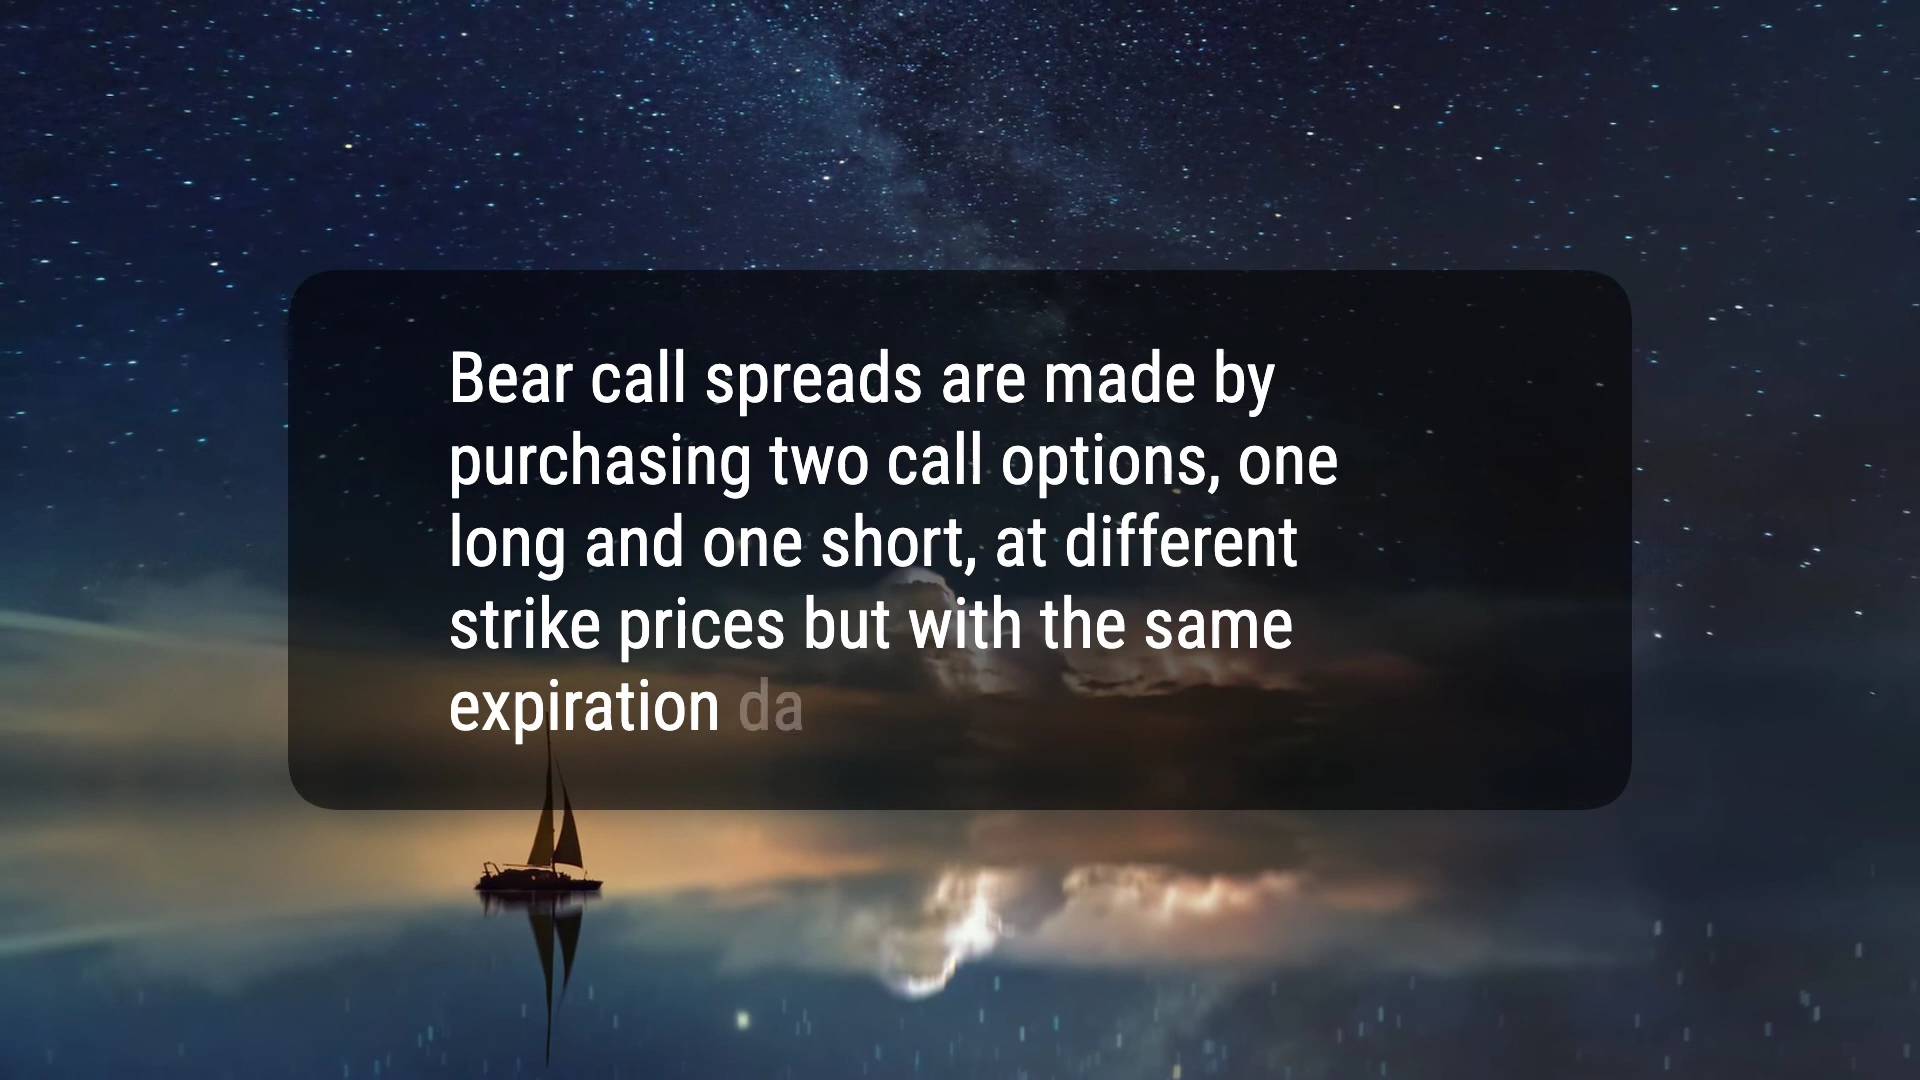 Bear call spreads are made by
purchasing two call options, one
long and one short, at different
strike prices but with the same
expiration da